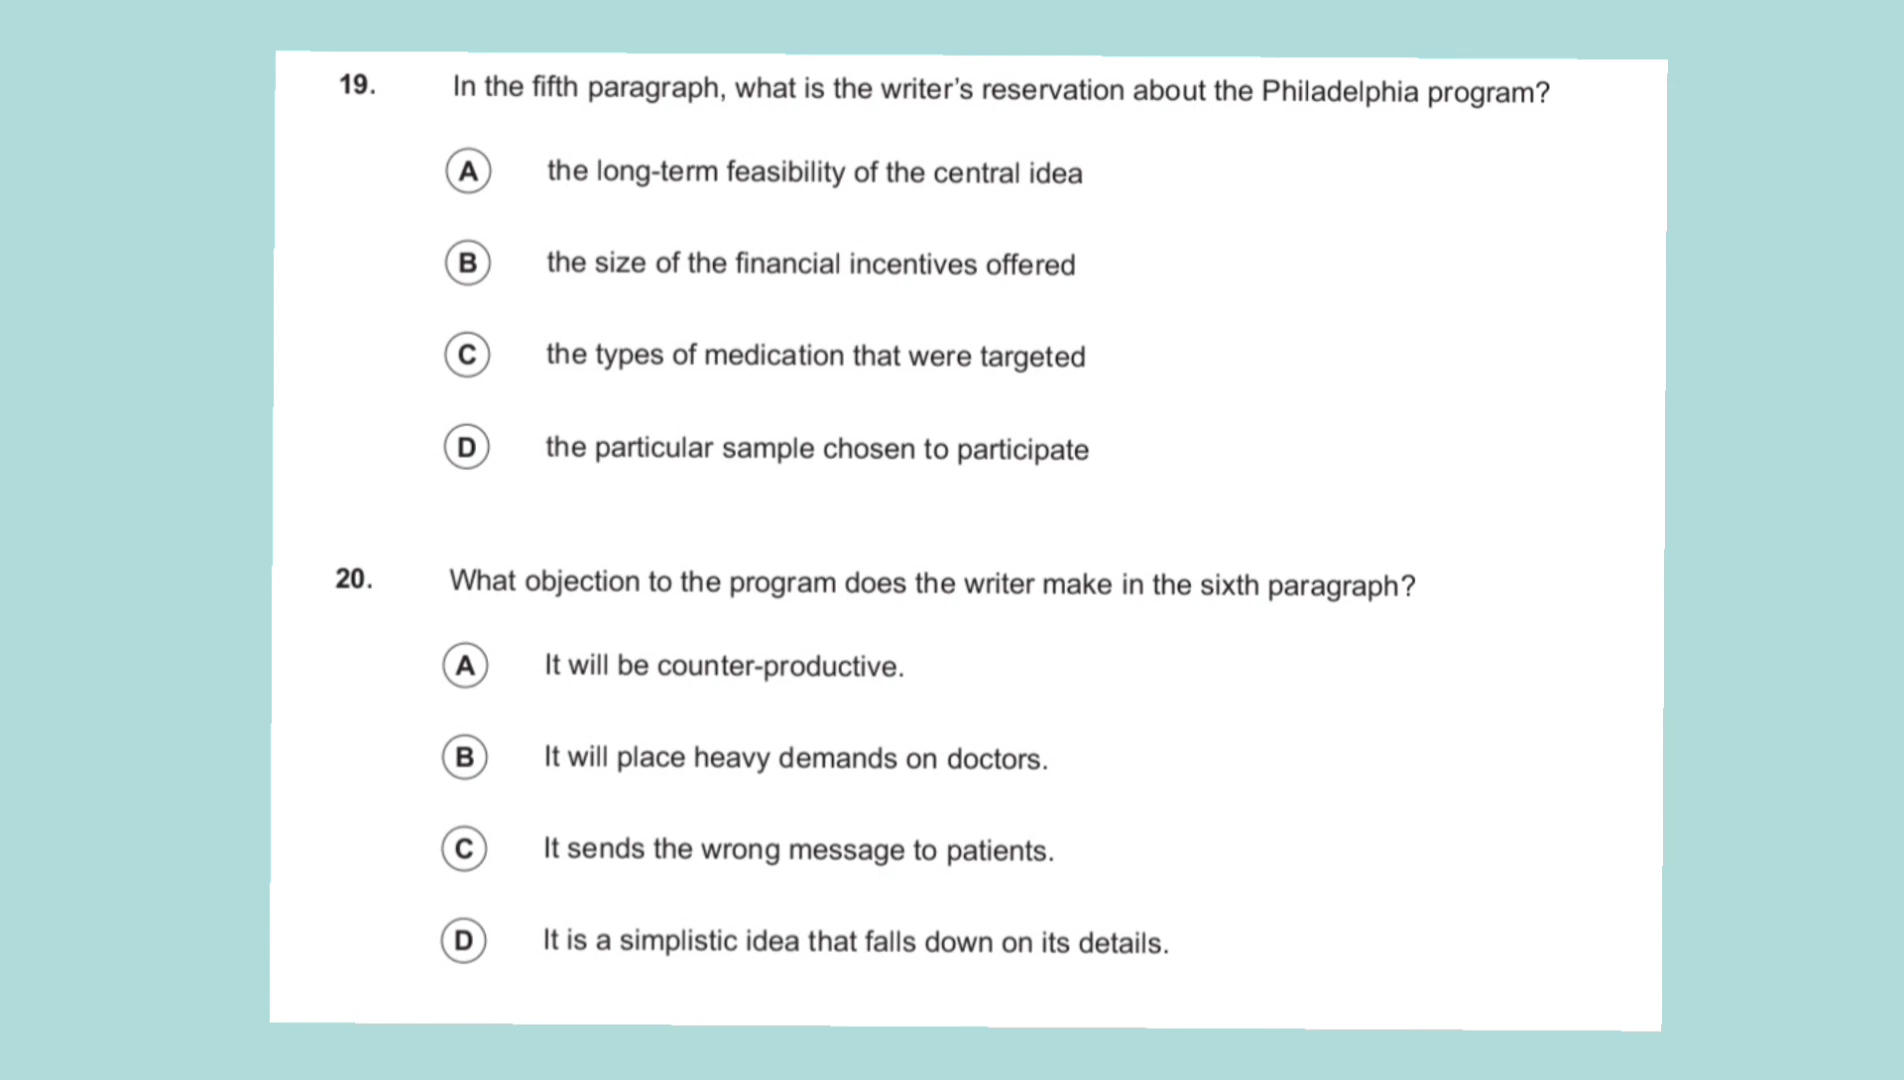 19. In the fifth paragraph, what is the writer's reservation about the Philadelphia program?
A the long-term feasibility of the central idea
B the size of the financial incentives offered
C the types of medication that were targeted
D the particular sample chosen to participate
20. What objection to the program does the writer make in the sixth paragraph?
A It will be counter-productive.
B It will place heavy demands on doctors.
C It sends the wrong message to patients.
D It is a simplistic idea that falls down on its details.